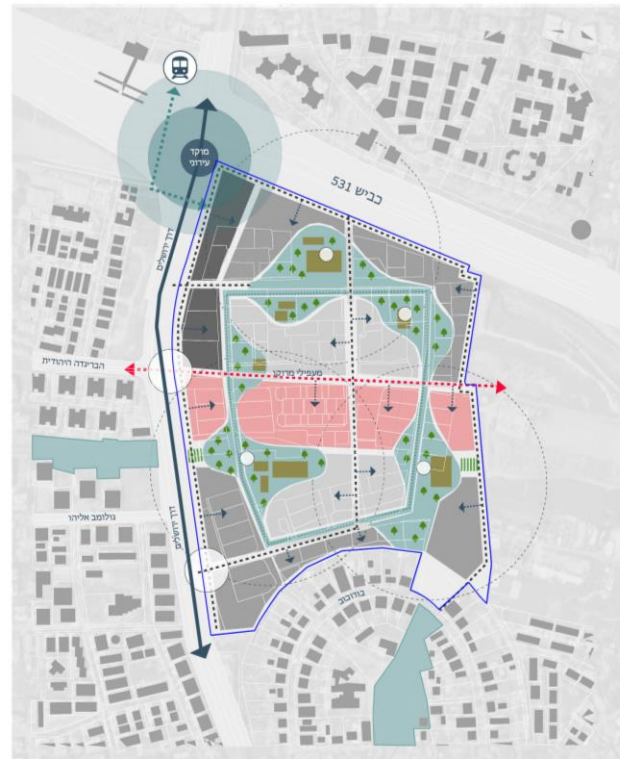 מוקד
עירוני
כביש 531
דרך ירושלים
הבריגדה היהודית
מעפילי מרוקו
גולומב אליהו
דרך ירושלים
בורוכוב